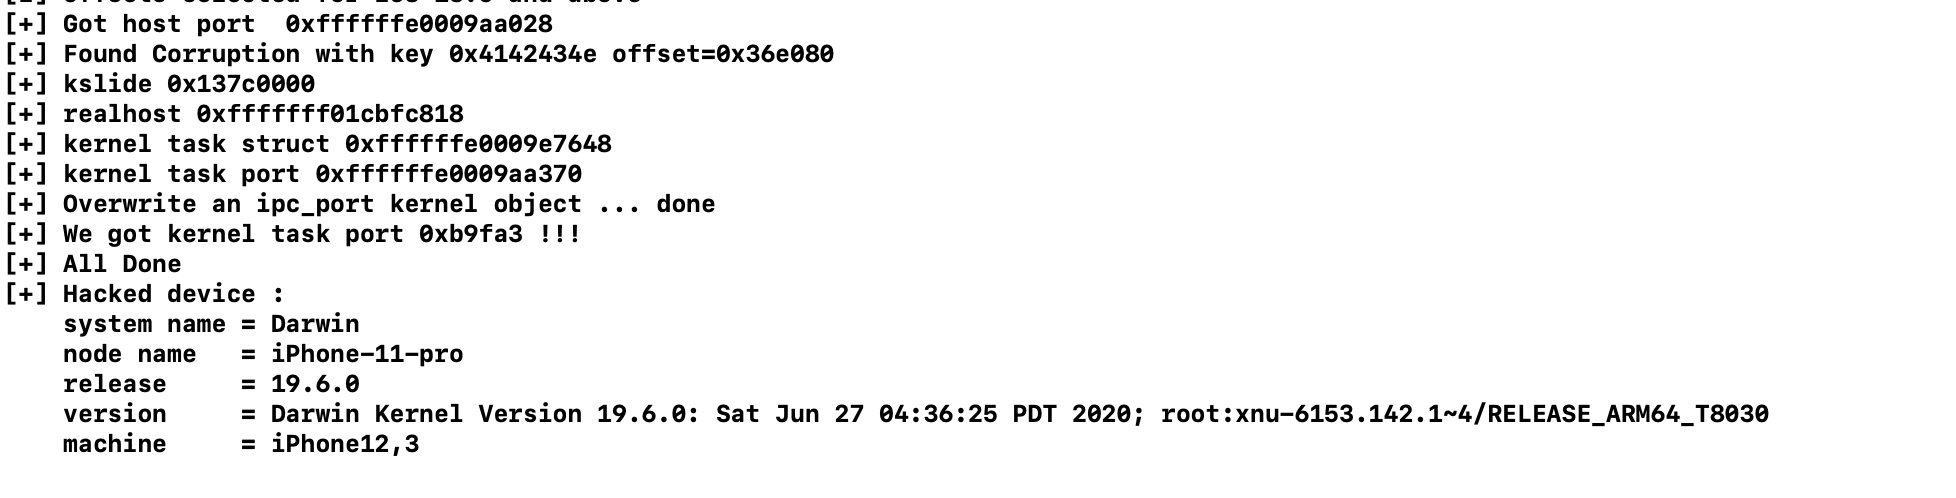 [+] Got host port  0xffffffe0009aa028
[+] Found Corruption with key 0x4142434e offset=0x36e080
[+] kslide 0x137c0000
[+] realhost 0xfffffff01cbfc818
[+] kernel task struct 0xffffffe0009e7648
[+] kernel task port 0xffffffe0009aa370
[+] Overwrite an ipc_port kernel object ... done
[+] We got kernel task port 0xb9fa3 !!!
[+] All Done
[+] Hacked device :
    system name = Darwin
    node name   = iPhone-11-pro
    release     = 19.6.0
    version     = Darwin Kernel Version 19.6.0: Sat Jun 27 04:36:25 PDT 2020; root:xnu-6153.142.1~4/RELEASE_ARM64_T8030
    machine     = iPhone12,3